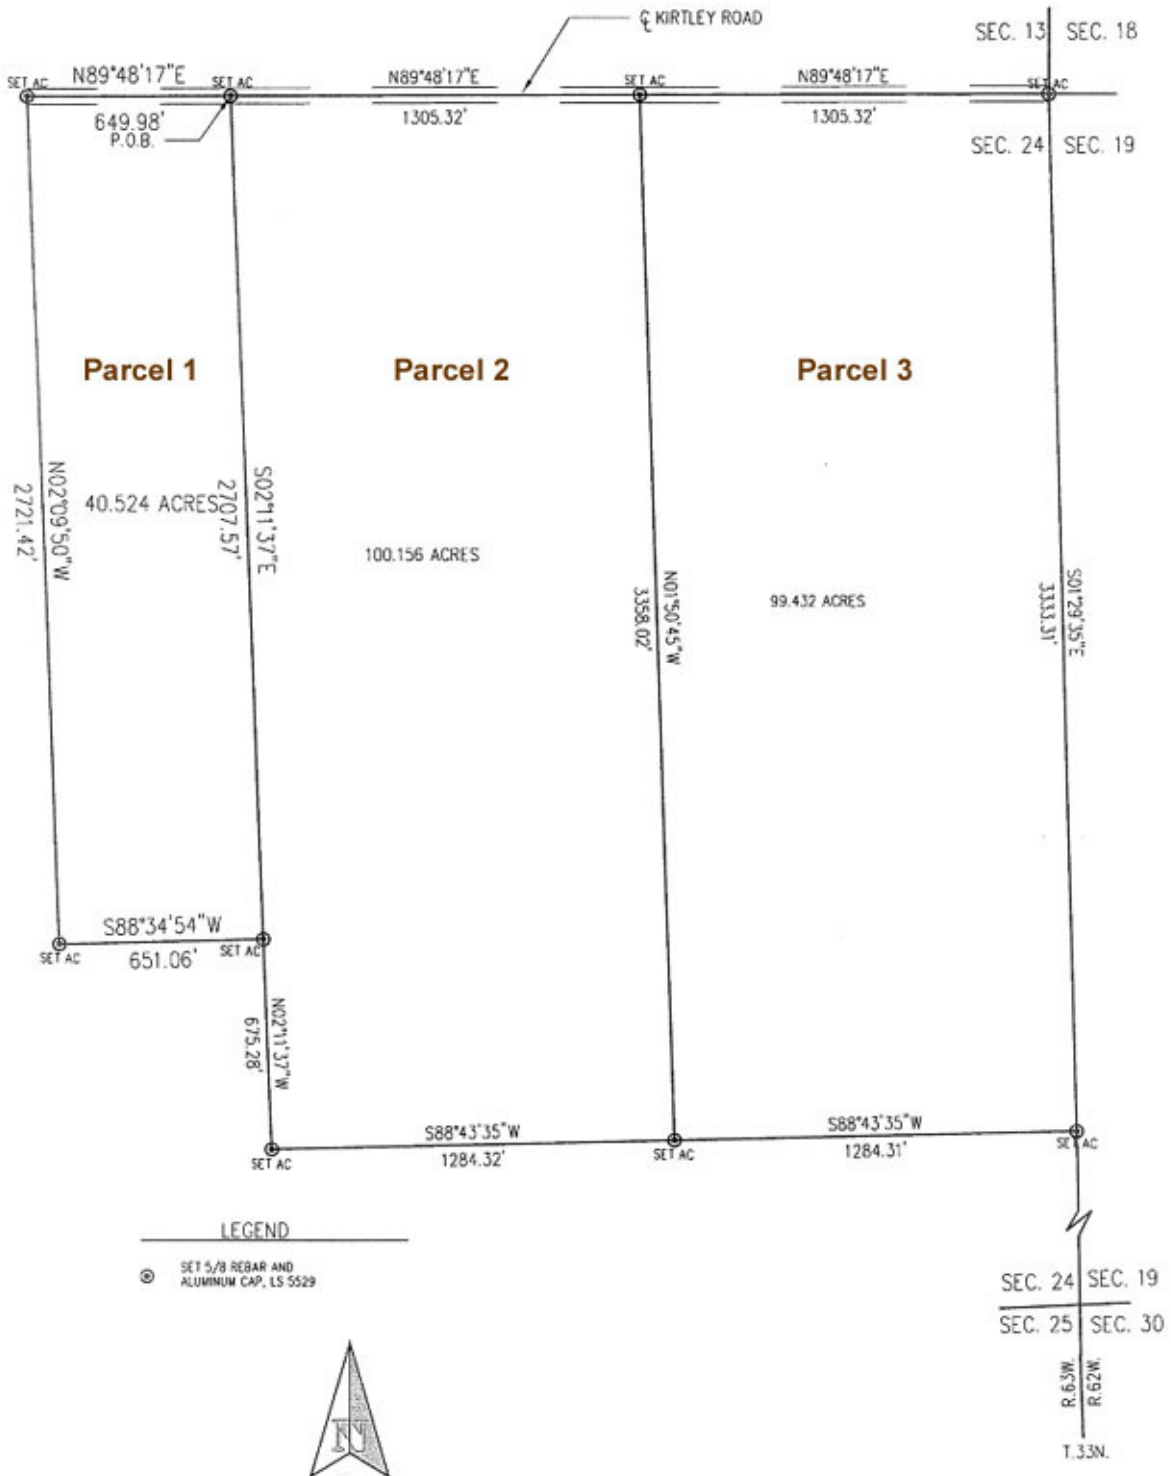 ℄ KIRTLEY ROAD
SEC. 13 SEC. 18
SET AC N89°48'17"E SET AC N89°48'17"E SET AC N89°48'17"E SET AC
649.98' 1305.32' 1305.32'
P.O.B.
SEC. 24 SEC. 19
Parcel 1 Parcel 2 Parcel 3
N02°09'50"W
2721.42'
40.524 ACRES
S02°11'37"E
2707.57'
100.156 ACRES
N01°50'45"W
3358.02'
99.432 ACRES
S01°29'35"E
3333.31'
S88°34'54"W
SET AC 651.06' SET AC
N02°11'37"W
675.28'
S88°43'35"W S88°43'35"W
SET AC 1284.32' SET AC 1284.31' SET AC
LEGEND
SET 5/8 REBAR AND
ALUMINUM CAP, LS 5529
SEC. 24 SEC. 19
SEC. 25 SEC. 30
R.63W. R.62W.
T.33N.
N